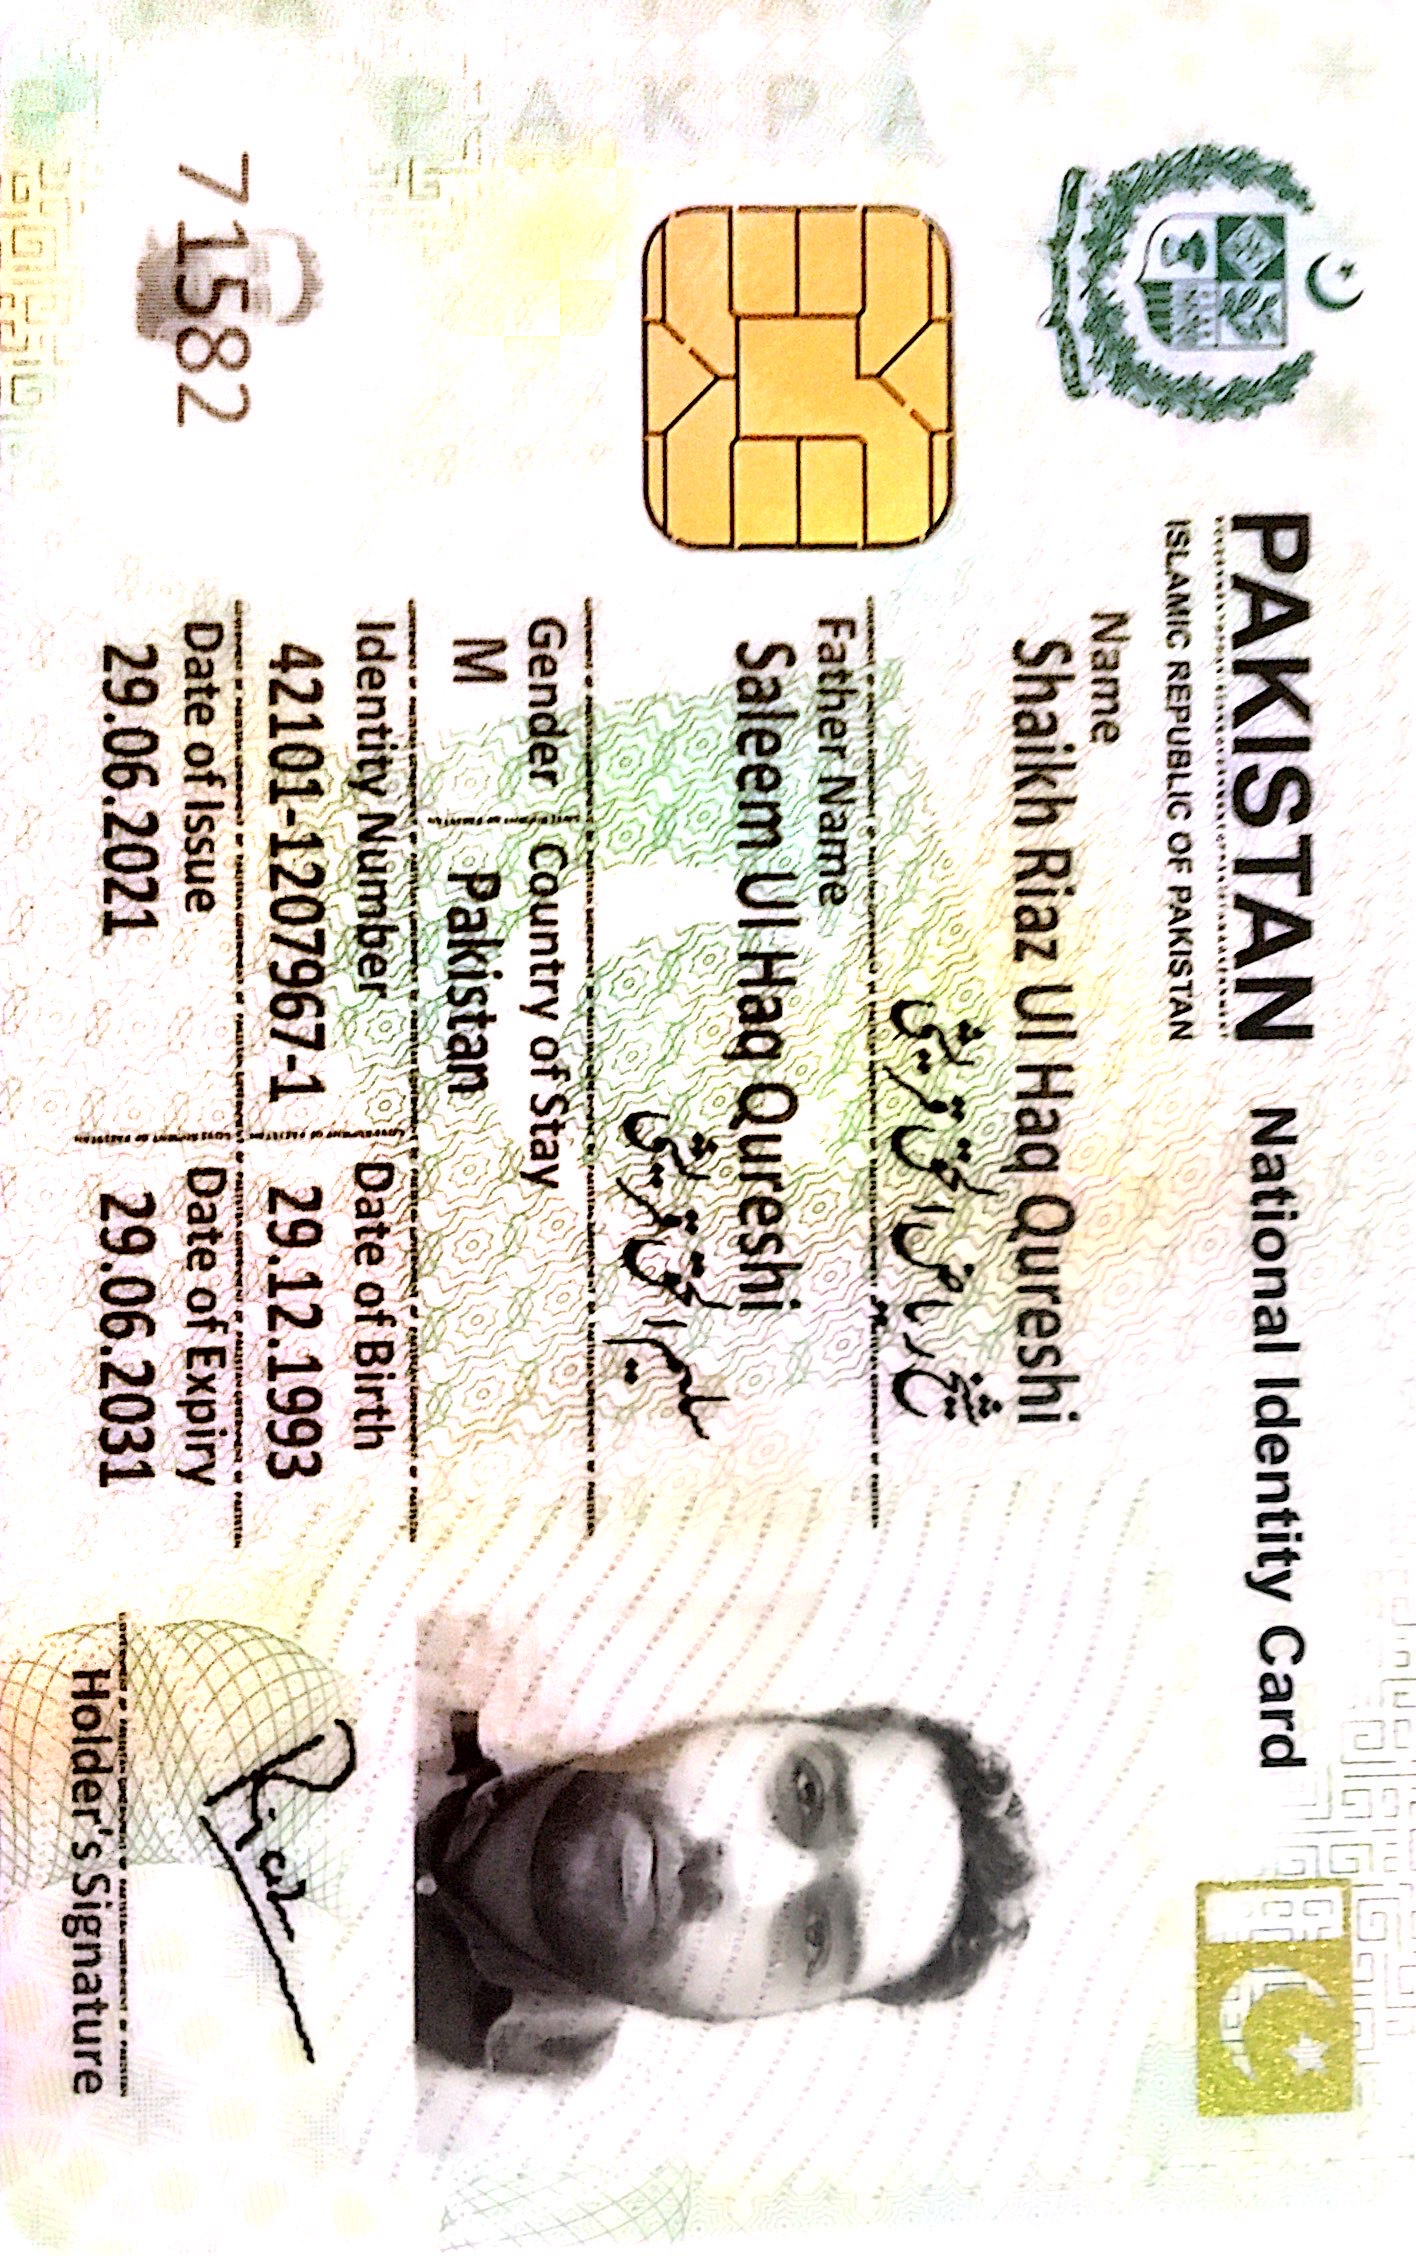 PAKISTAN National Identity Card
ISLAMIC REPUBLIC OF PAKISTAN
Name
Shaikh Riaz Ul Haq Qureshi
شیخ ریاض الحق قریشی
Father Name
Saleem Ul Haq Qureshi
سلیم الحق قریشی
Gender Country of Stay
M Pakistan
Identity Number Date of Birth
42101-1207967-1 29.12.1993
Date of Issue Date of Expiry
29.06.2021 29.06.2031
71582
Holder's Signature